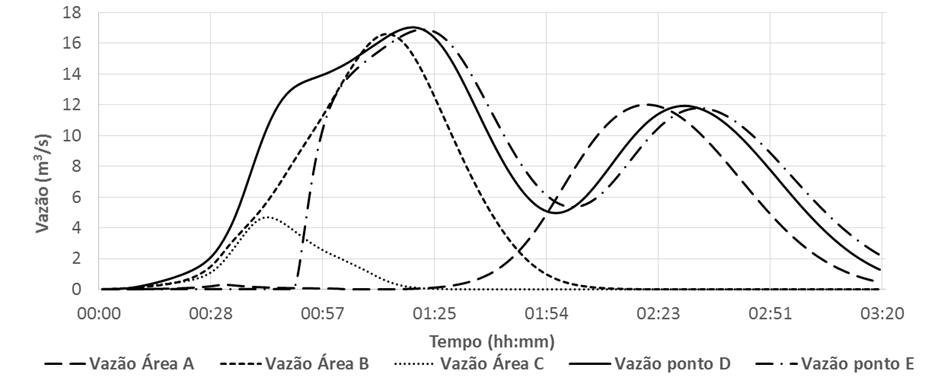 18
16
14
12
10
8
6
4
2
0
Vazão (m³/s)
00:00 00:28 00:57 01:25 01:54 02:23 02:51 03:20
Tempo (hh:mm)
Vazão Área A Vazão Área B Vazão Área C Vazão ponto D Vazão ponto E